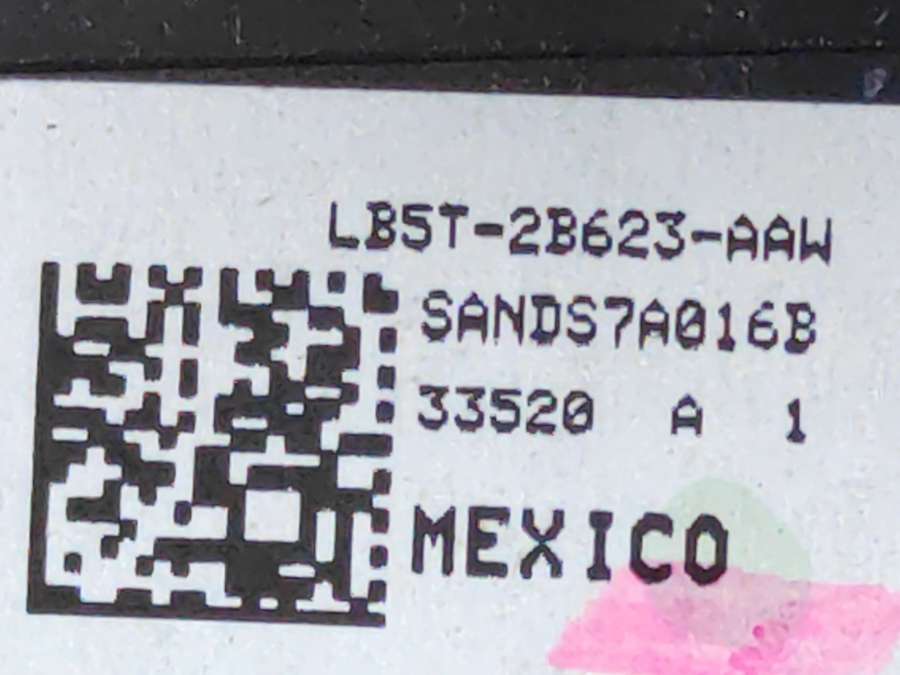 LB5T-2B623-AAW
SANDS7A016B
33520 A 1
MEXICO